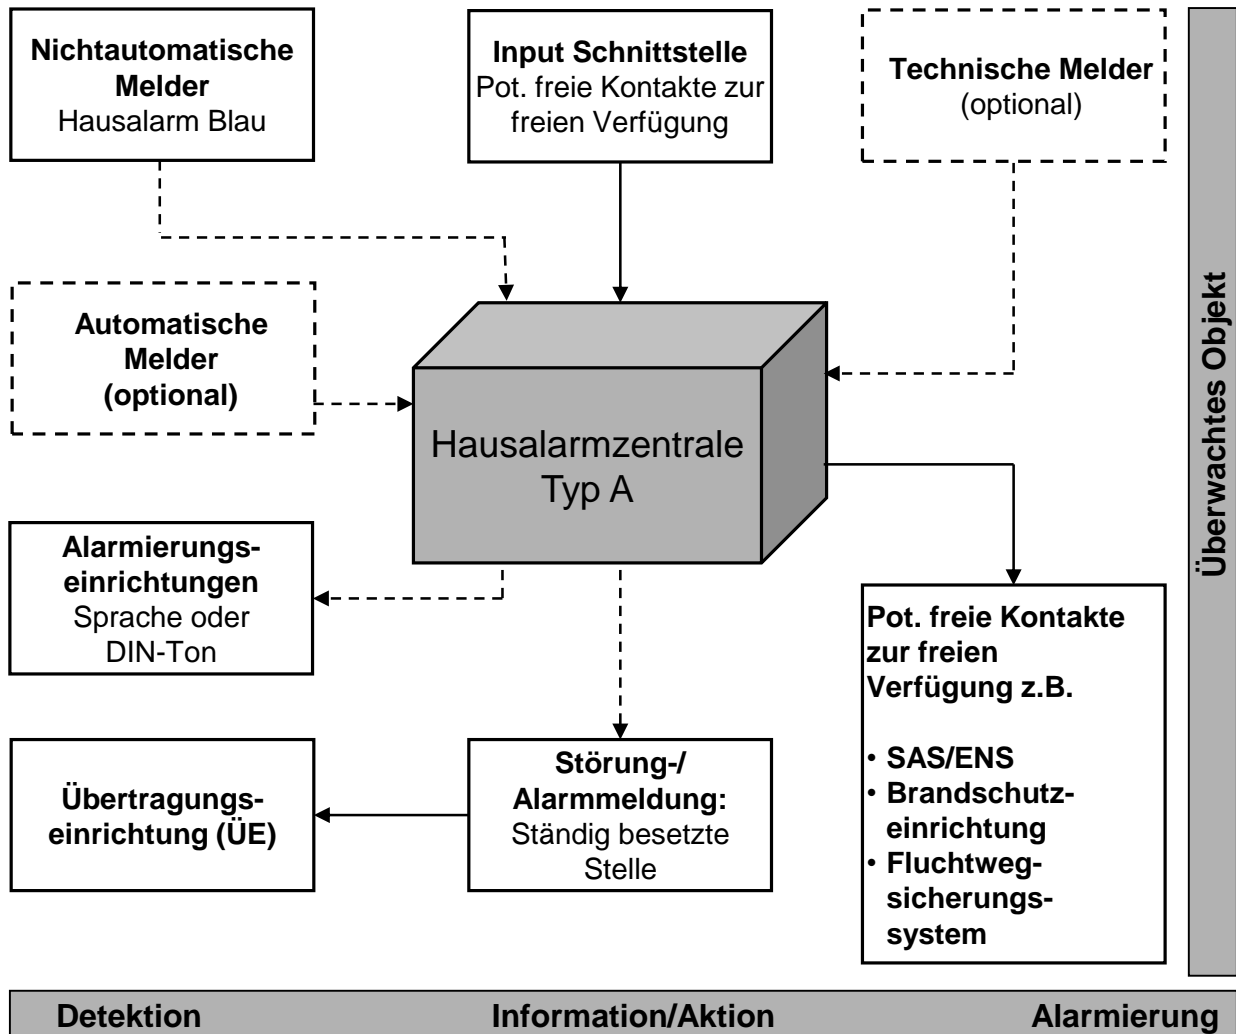 Nichtautomatische
Melder
Hausalarm Blau
Input Schnittstelle
Pot. freie Kontakte zur
freien Verfügung
Technische Melder
(optional)
Automatische
Melder
(optional)
Hausalarmzentrale
Typ A
Alarmierungs-
einrichtungen
Sprache oder
DIN-Ton
Pot. freie Kontakte
zur freien
Verfügung z.B.
• SAS/ENS
• Brandschutz-
einrichtung
• Fluchtweg-
sicherungs-
system
Übertragungs-
einrichtung (ÜE)
Störung-/
Alarmmeldung:
Ständig besetzte
Stelle
Überwachtes Objekt
Detektion Information/Aktion Alarmierung